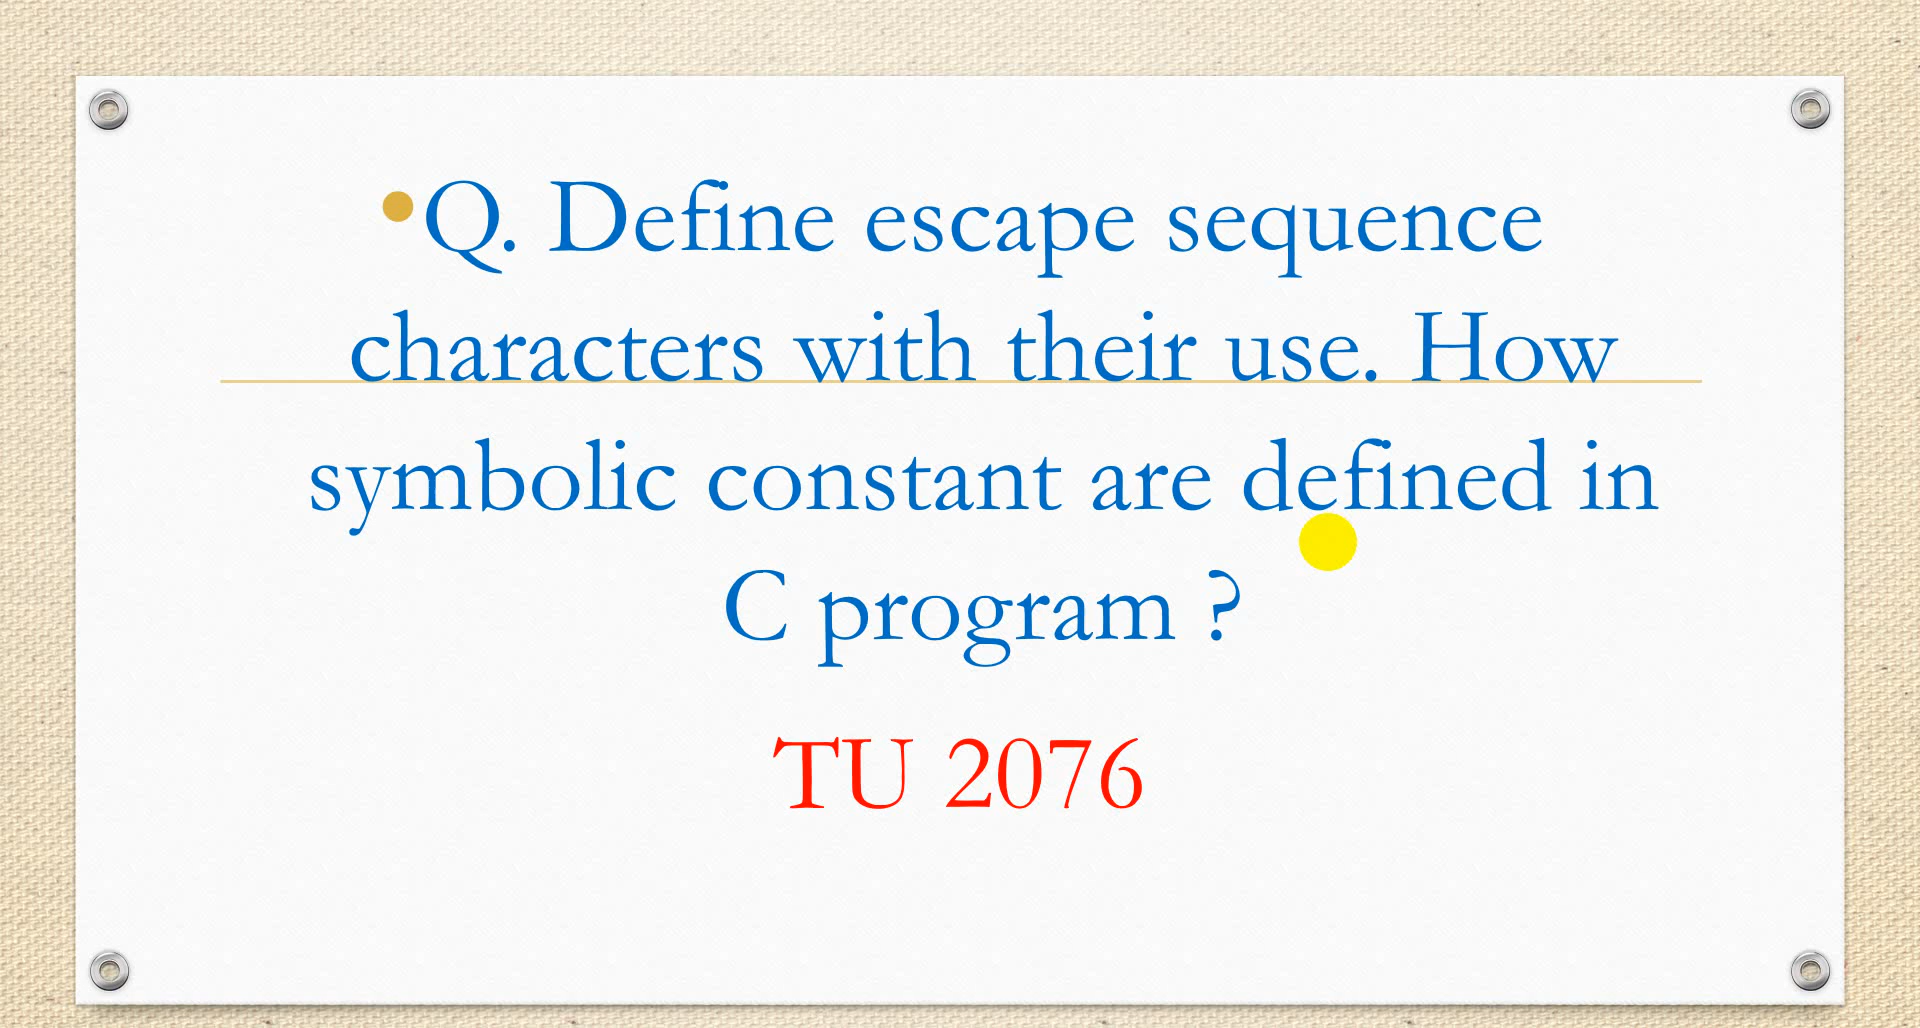 •Q. Define escape sequence
characters with their use. How
symbolic constant are defined in
C program ?
TU 2076